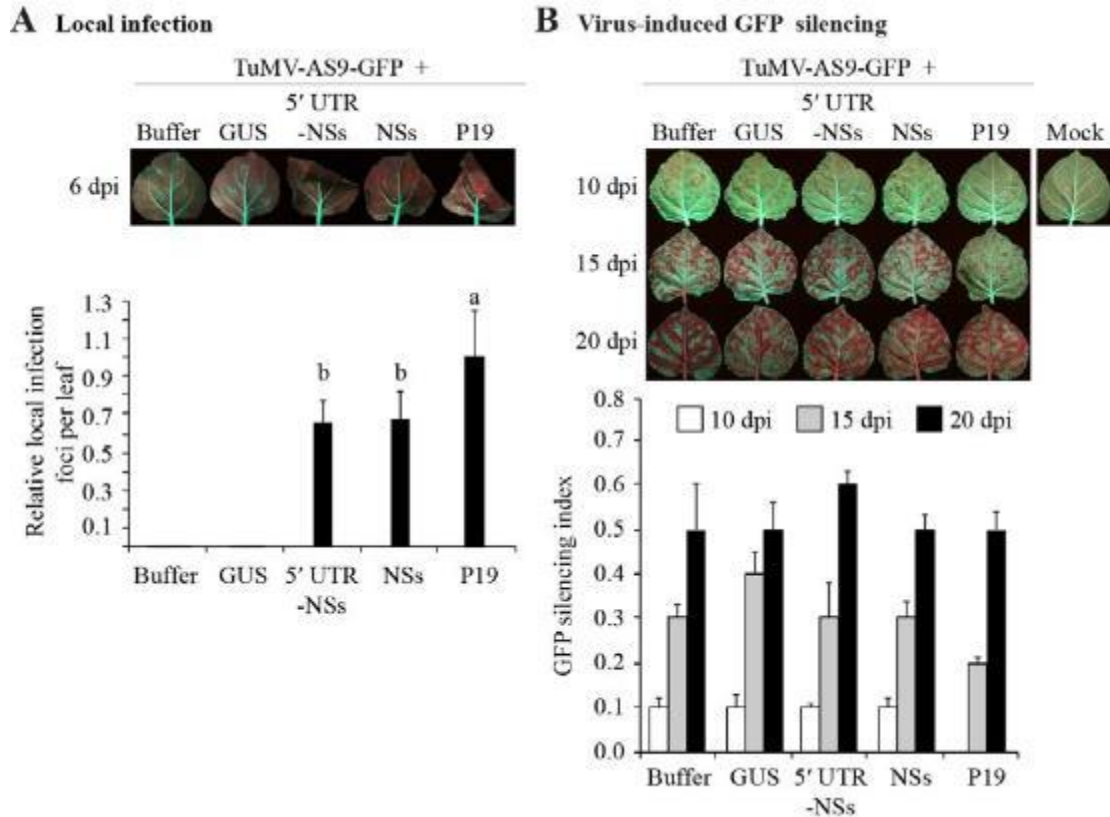 A Local infection
TuMV-AS9-GFP +
5′ UTR
Buffer GUS -NSs NSs P19
6 dpi
Relative local infection
foci per leaf
1.3
1.1
0.9
0.7
0.5
0.3
0.1
a
b b
Buffer GUS 5′ UTR NSs P19
-NSs
B Virus-induced GFP silencing
TuMV-AS9-GFP +
5′ UTR
Buffer GUS -NSs NSs P19 Mock
10 dpi
15 dpi
20 dpi
GFP silencing index
0.8
0.7
0.6
0.5
0.4
0.3
0.2
0.1
0.0
10 dpi 15 dpi 20 dpi
Buffer GUS 5′ UTR NSs P19
-NSs